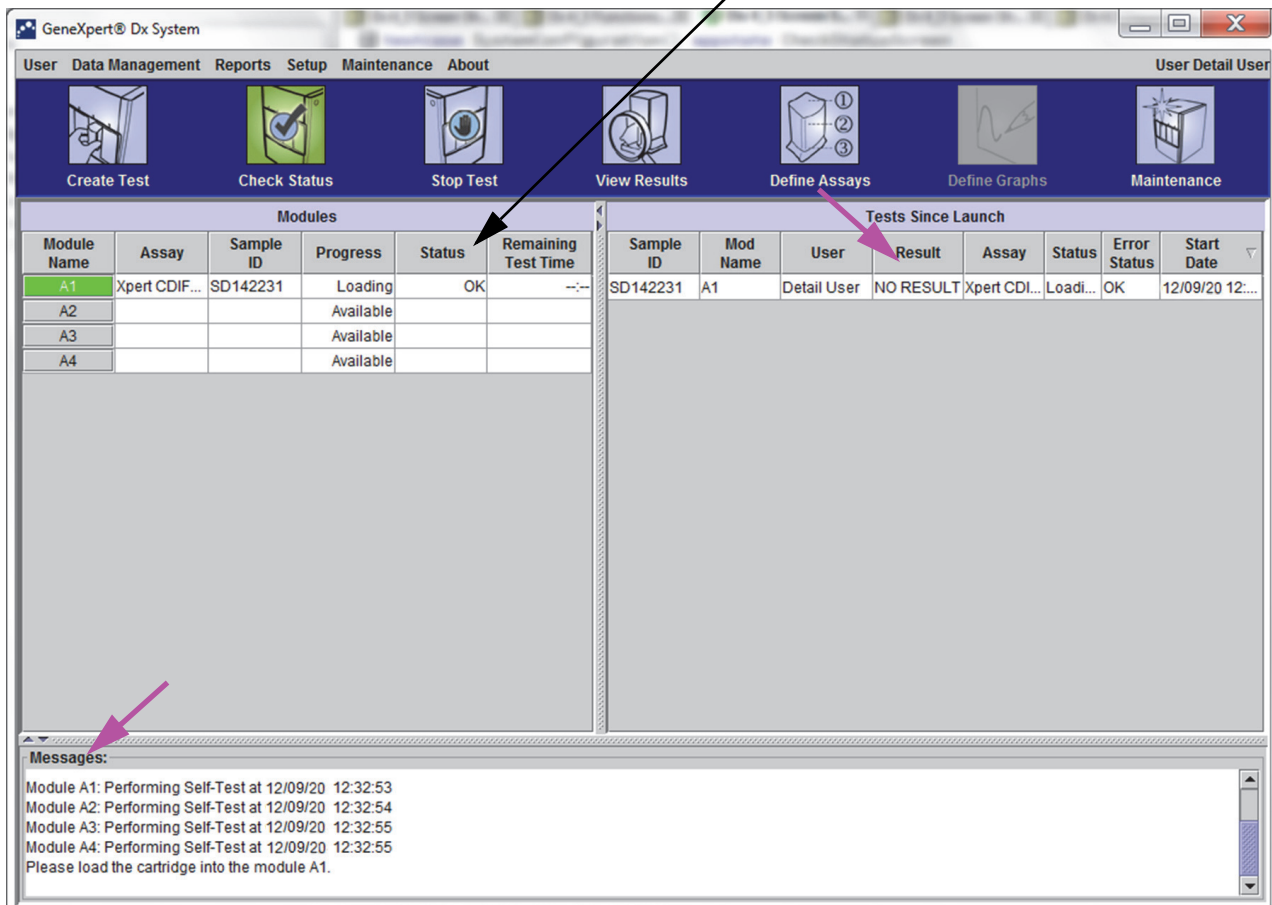 GeneXpert® Dx System
User Data Management Reports Setup Maintenance About User Detail User
Create Test Check Status Stop Test View Results Define Assays Define Graphs Maintenance
① ② ③
Modules
Module Name Assay Sample ID Progress Status Remaining Test Time
A1 Xpert CDIF... SD142231 Loading OK --:--
A2 Available
A3 Available
A4 Available
Tests Since Launch
Sample ID Mod Name User Result Assay Status Error Status Start Date
SD142231 A1 Detail User NO RESULT Xpert CDI... Loadi... OK 12/09/20 12:...
Messages:
Module A1: Performing Self-Test at 12/09/20 12:32:53
Module A2: Performing Self-Test at 12/09/20 12:32:54
Module A3: Performing Self-Test at 12/09/20 12:32:55
Module A4: Performing Self-Test at 12/09/20 12:32:55
Please load the cartridge into the module A1.